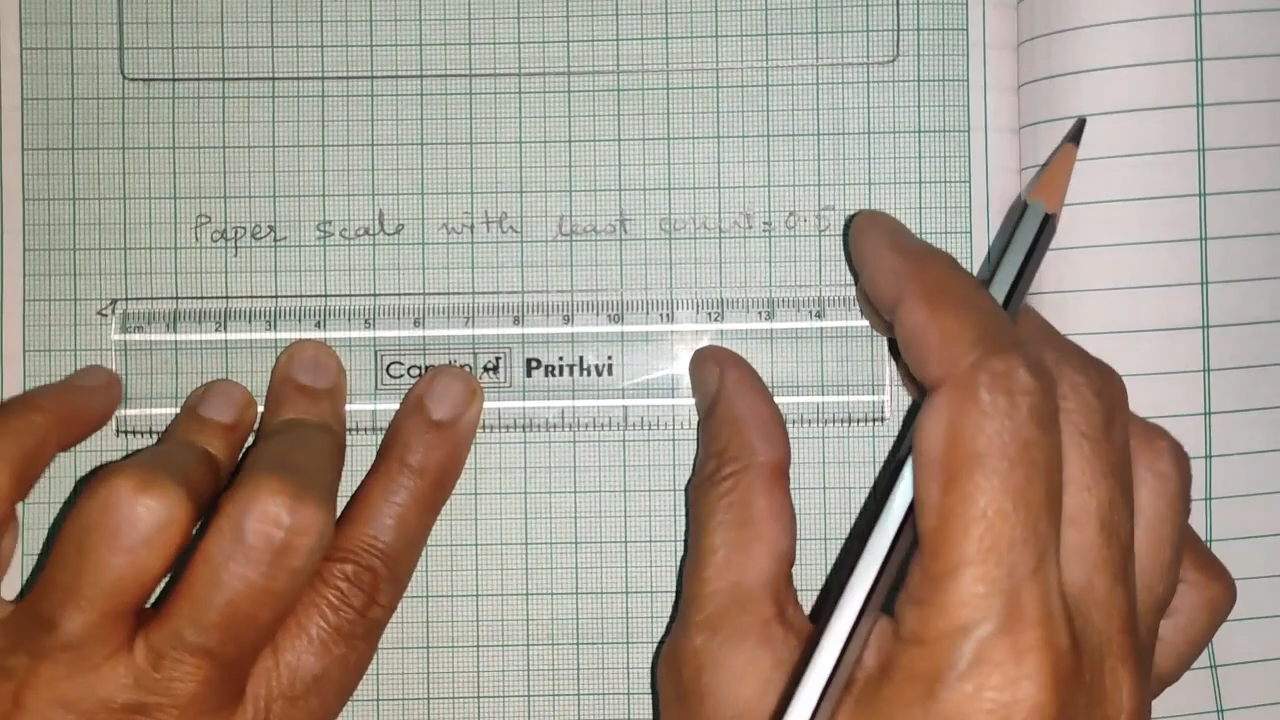 Paper scale with least count = 0.5
cm 1 2 3 4 5 6 7 8 9 10 11 12 13 14
PRITHVI